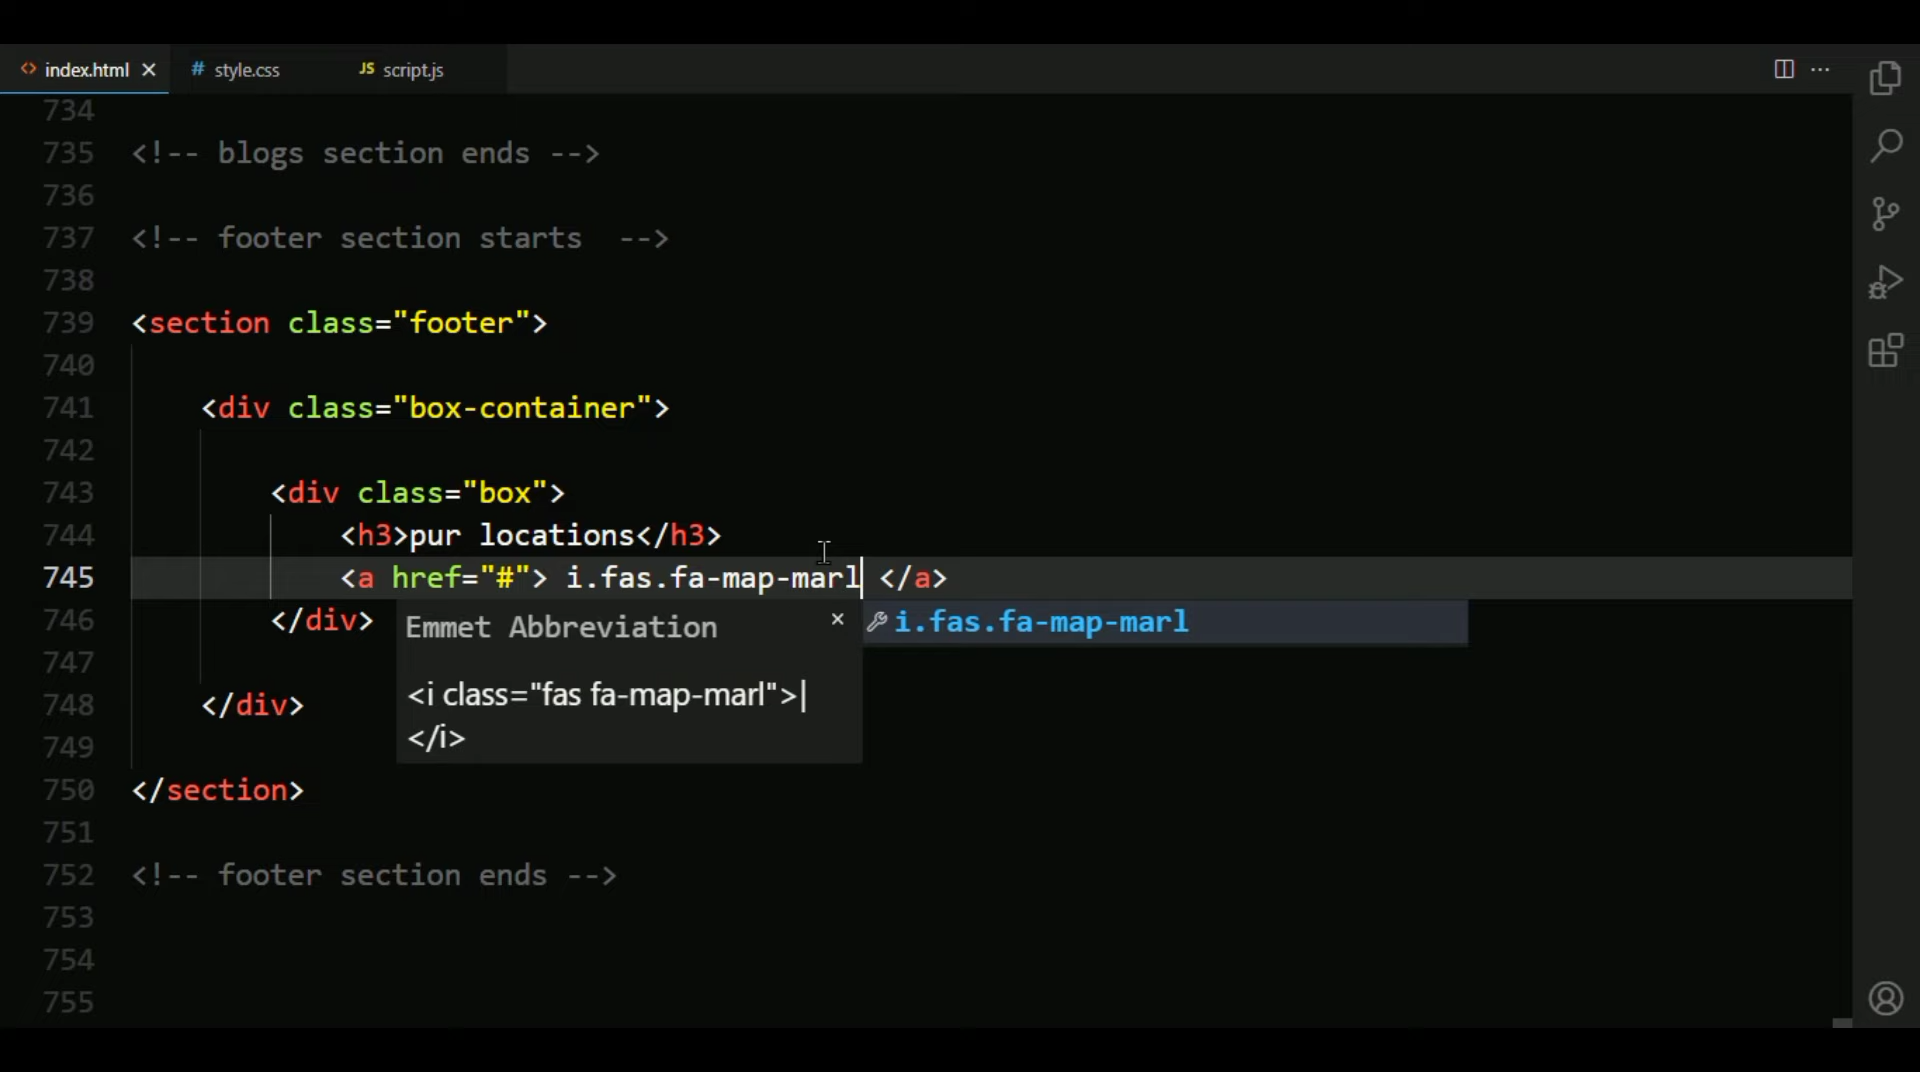 index.html
style.css
JS script.js
734
735 <!-- blogs section ends -->
736
737 <!-- footer section starts  -->
738
739 <section class="footer">
740
741 <div class="box-container">
742
743 <div class="box">
744 <h3>pur locations</h3>
745 <a href="#"> i.fas.fa-map-marl </a>
746 </div>
Emmet Abbreviation
i.fas.fa-map-marl
747
<i class="fas fa-map-marl">|
748 </div>
</i>
749
750 </section>
751
752 <!-- footer section ends -->
753
754
755